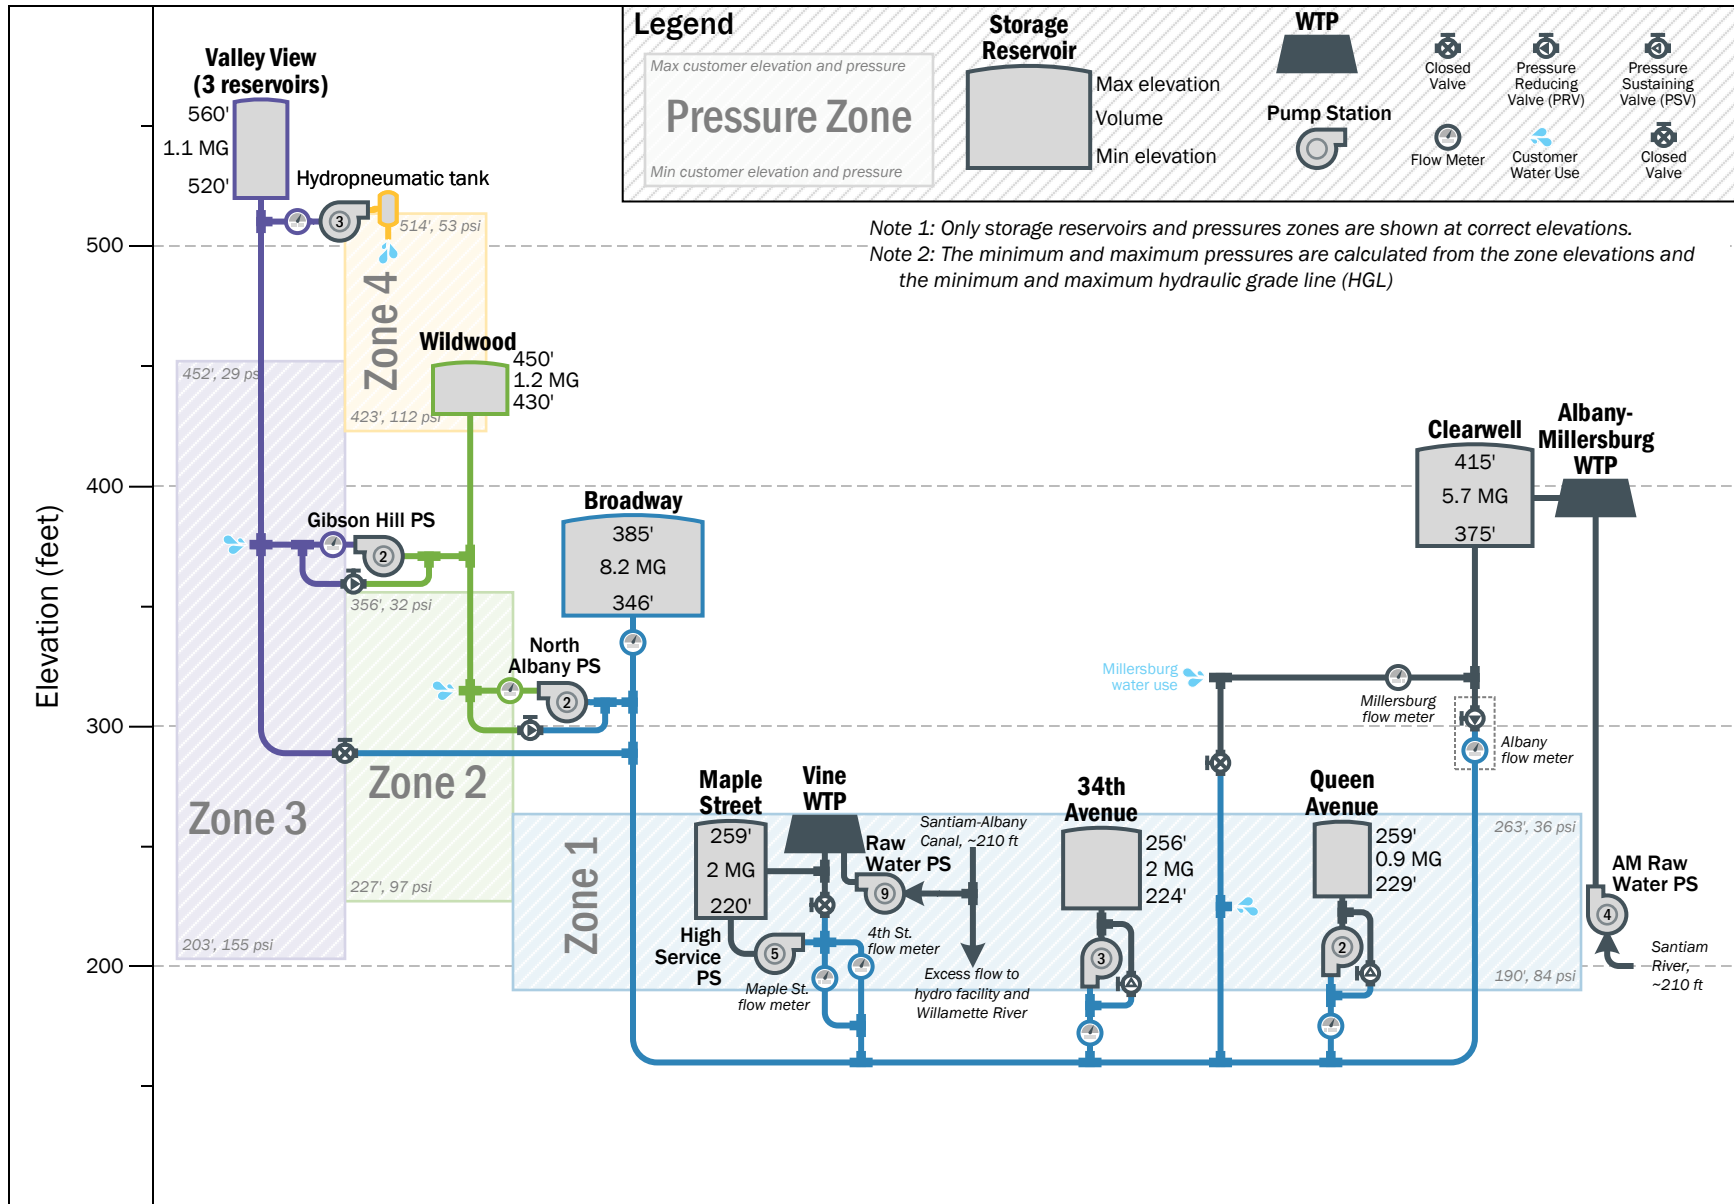 Legend
Max customer elevation and pressure
Pressure Zone
Min customer elevation and pressure
Storage
Reservoir
Max elevation
Volume
Min elevation
WTP
Pump Station
Closed
Valve
Pressure
Reducing
Valve (PRV)
Pressure
Sustaining
Valve (PSV)
Flow Meter
Customer
Water Use
Closed
Valve
Note 1: Only storage reservoirs and pressures zones are shown at correct elevations.
Note 2: The minimum and maximum pressures are calculated from the zone elevations and
the minimum and maximum hydraulic grade line (HGL)
Elevation (feet)
500
400
300
200
Valley View
(3 reservoirs)
560'
1.1 MG
520'
Hydropneumatic tank
3
514', 53 psi
Zone 4
423', 112 psi
Wildwood
450'
1.2 MG
430'
452', 29 psi
Zone 3
203', 155 psi
Gibson Hill PS
2
356', 32 psi
Zone 2
227', 97 psi
North
Albany PS
2
Broadway
385'
8.2 MG
346'
Zone 1
263', 36 psi
190', 84 psi
Maple
Street
259'
2 MG
220'
High
Service
PS
5
Maple St.
flow meter
Vine
WTP
Raw
Water PS
9
4th St.
flow meter
Santiam-Albany
Canal, ~210 ft
Excess flow to
hydro facility and
Willamette River
34th
Avenue
256'
2 MG
224'
3
Millersburg
water use
Millersburg
flow meter
Albany
flow meter
Queen
Avenue
259'
0.9 MG
229'
2
Clearwell
415'
5.7 MG
375'
Albany-
Millersburg
WTP
AM Raw
Water PS
4
Santiam
River,
~210 ft